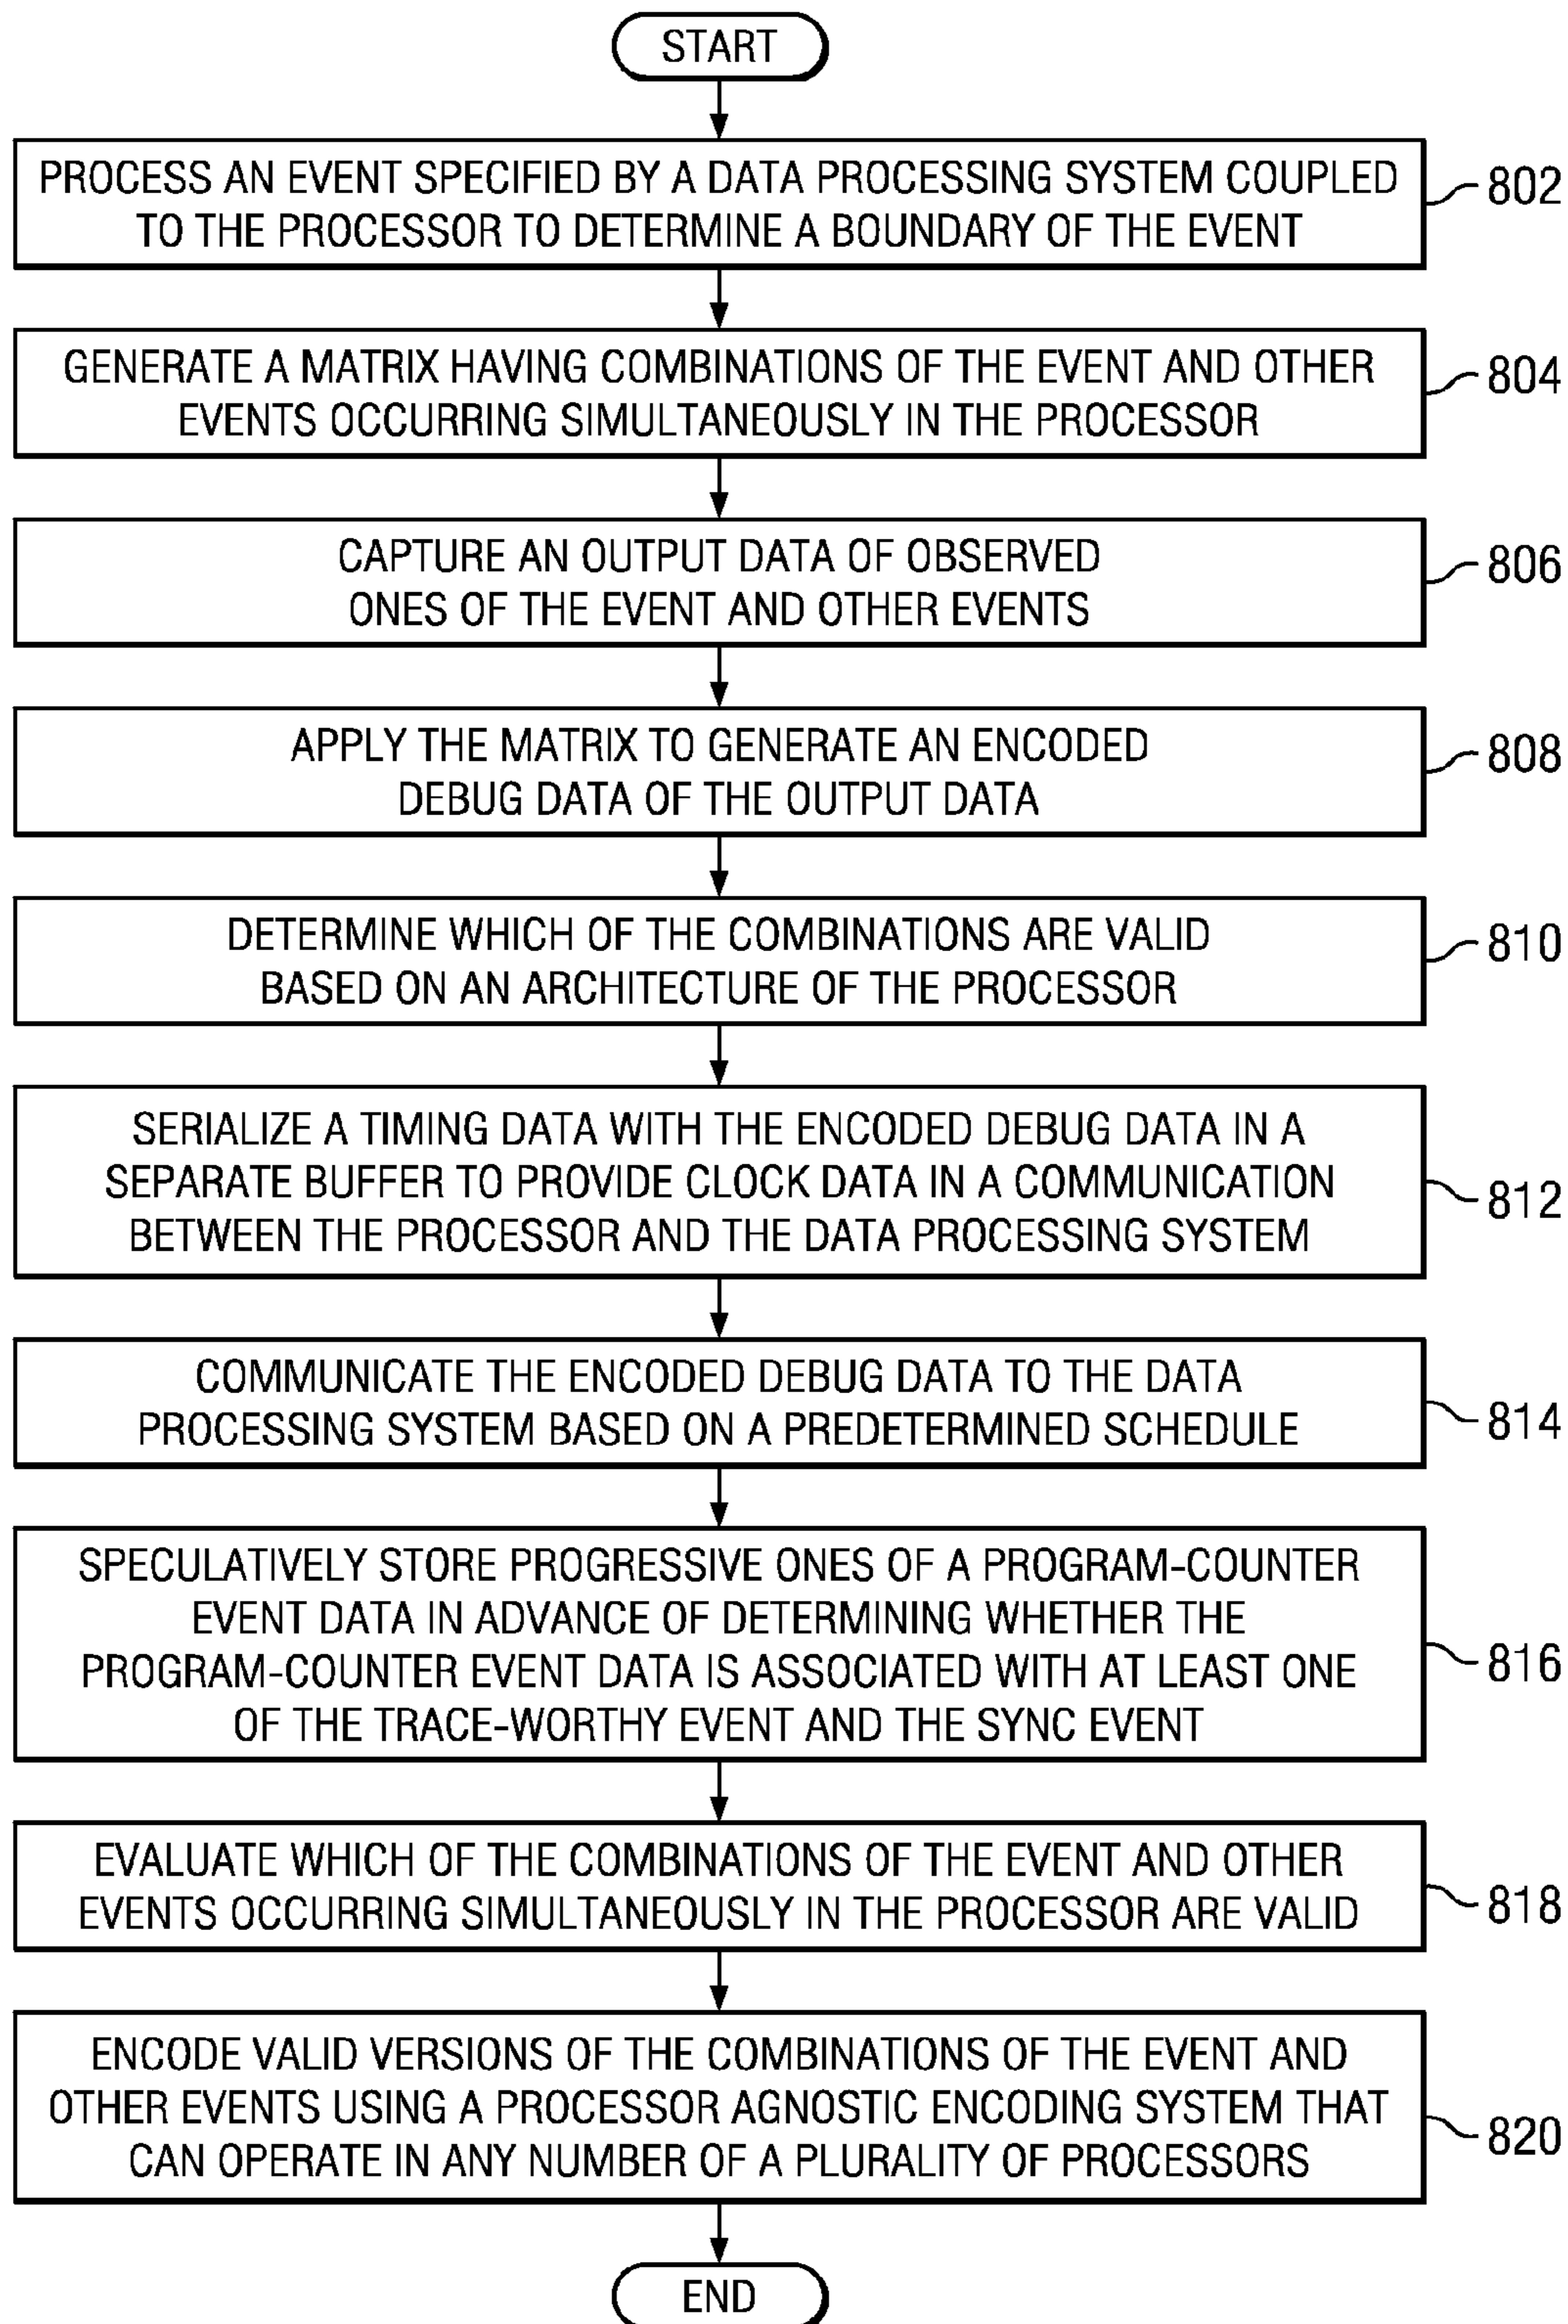 START
PROCESS AN EVENT SPECIFIED BY A DATA PROCESSING SYSTEM COUPLED
TO THE PROCESSOR TO DETERMINE A BOUNDARY OF THE EVENT
802
GENERATE A MATRIX HAVING COMBINATIONS OF THE EVENT AND OTHER
EVENTS OCCURRING SIMULTANEOUSLY IN THE PROCESSOR
804
CAPTURE AN OUTPUT DATA OF OBSERVED
ONES OF THE EVENT AND OTHER EVENTS
806
APPLY THE MATRIX TO GENERATE AN ENCODED
DEBUG DATA OF THE OUTPUT DATA
808
DETERMINE WHICH OF THE COMBINATIONS ARE VALID
BASED ON AN ARCHITECTURE OF THE PROCESSOR
810
SERIALIZE A TIMING DATA WITH THE ENCODED DEBUG DATA IN A
SEPARATE BUFFER TO PROVIDE CLOCK DATA IN A COMMUNICATION
BETWEEN THE PROCESSOR AND THE DATA PROCESSING SYSTEM
812
COMMUNICATE THE ENCODED DEBUG DATA TO THE DATA
PROCESSING SYSTEM BASED ON A PREDETERMINED SCHEDULE
814
SPECULATIVELY STORE PROGRESSIVE ONES OF A PROGRAM-COUNTER
EVENT DATA IN ADVANCE OF DETERMINING WHETHER THE
PROGRAM-COUNTER EVENT DATA IS ASSOCIATED WITH AT LEAST ONE
OF THE TRACE-WORTHY EVENT AND THE SYNC EVENT
816
EVALUATE WHICH OF THE COMBINATIONS OF THE EVENT AND OTHER
EVENTS OCCURRING SIMULTANEOUSLY IN THE PROCESSOR ARE VALID
818
ENCODE VALID VERSIONS OF THE COMBINATIONS OF THE EVENT AND
OTHER EVENTS USING A PROCESSOR AGNOSTIC ENCODING SYSTEM THAT
CAN OPERATE IN ANY NUMBER OF A PLURALITY OF PROCESSORS
820
END